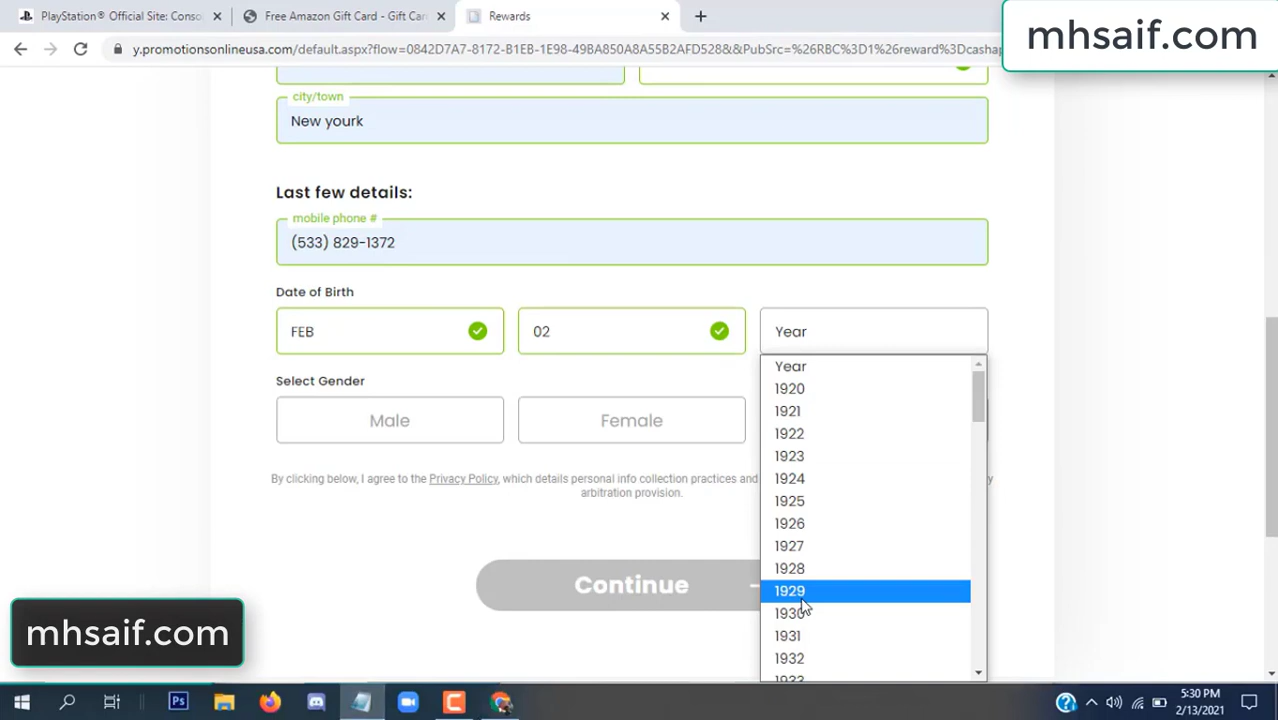 PlayStation® Official Site: Conso
Free Amazon Gift Card - Gift Car
Rewards
y.promotionsonlineusa.com/default.aspx?flow=0842D7A7-8172-B1EB-1E98-49BA850A8A55B2AFD528&&PubSrc=%26RBC%3D1%26reward%3Dcashap
mhsaif.com
city/town
New yourk
Last few details:
mobile phone #
(533) 829-1372
Date of Birth
FEB
02
Year
Year
1920
1921
1922
1923
1924
1925
1926
1927
1928
1929
1930
1931
1932
1933
Select Gender
Male
Female
By clicking below, I agree to the Privacy Policy, which details personal info collection practices and
arbitration provision.
Continue
mhsaif.com
Ps
5:30 PM
2/13/2021